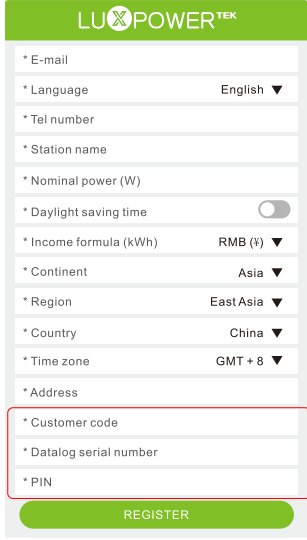 LUXPOWERTEK
* E-mail
* Language English ▼
* Tel number
* Station name
* Nominal power (W)
* Daylight saving time
* Income formula (kWh) RMB (¥) ▼
* Continent Asia ▼
* Region East Asia ▼
* Country China ▼
* Time zone GMT + 8 ▼
* Address
* Customer code
* Datalog serial number
* PIN
REGISTER